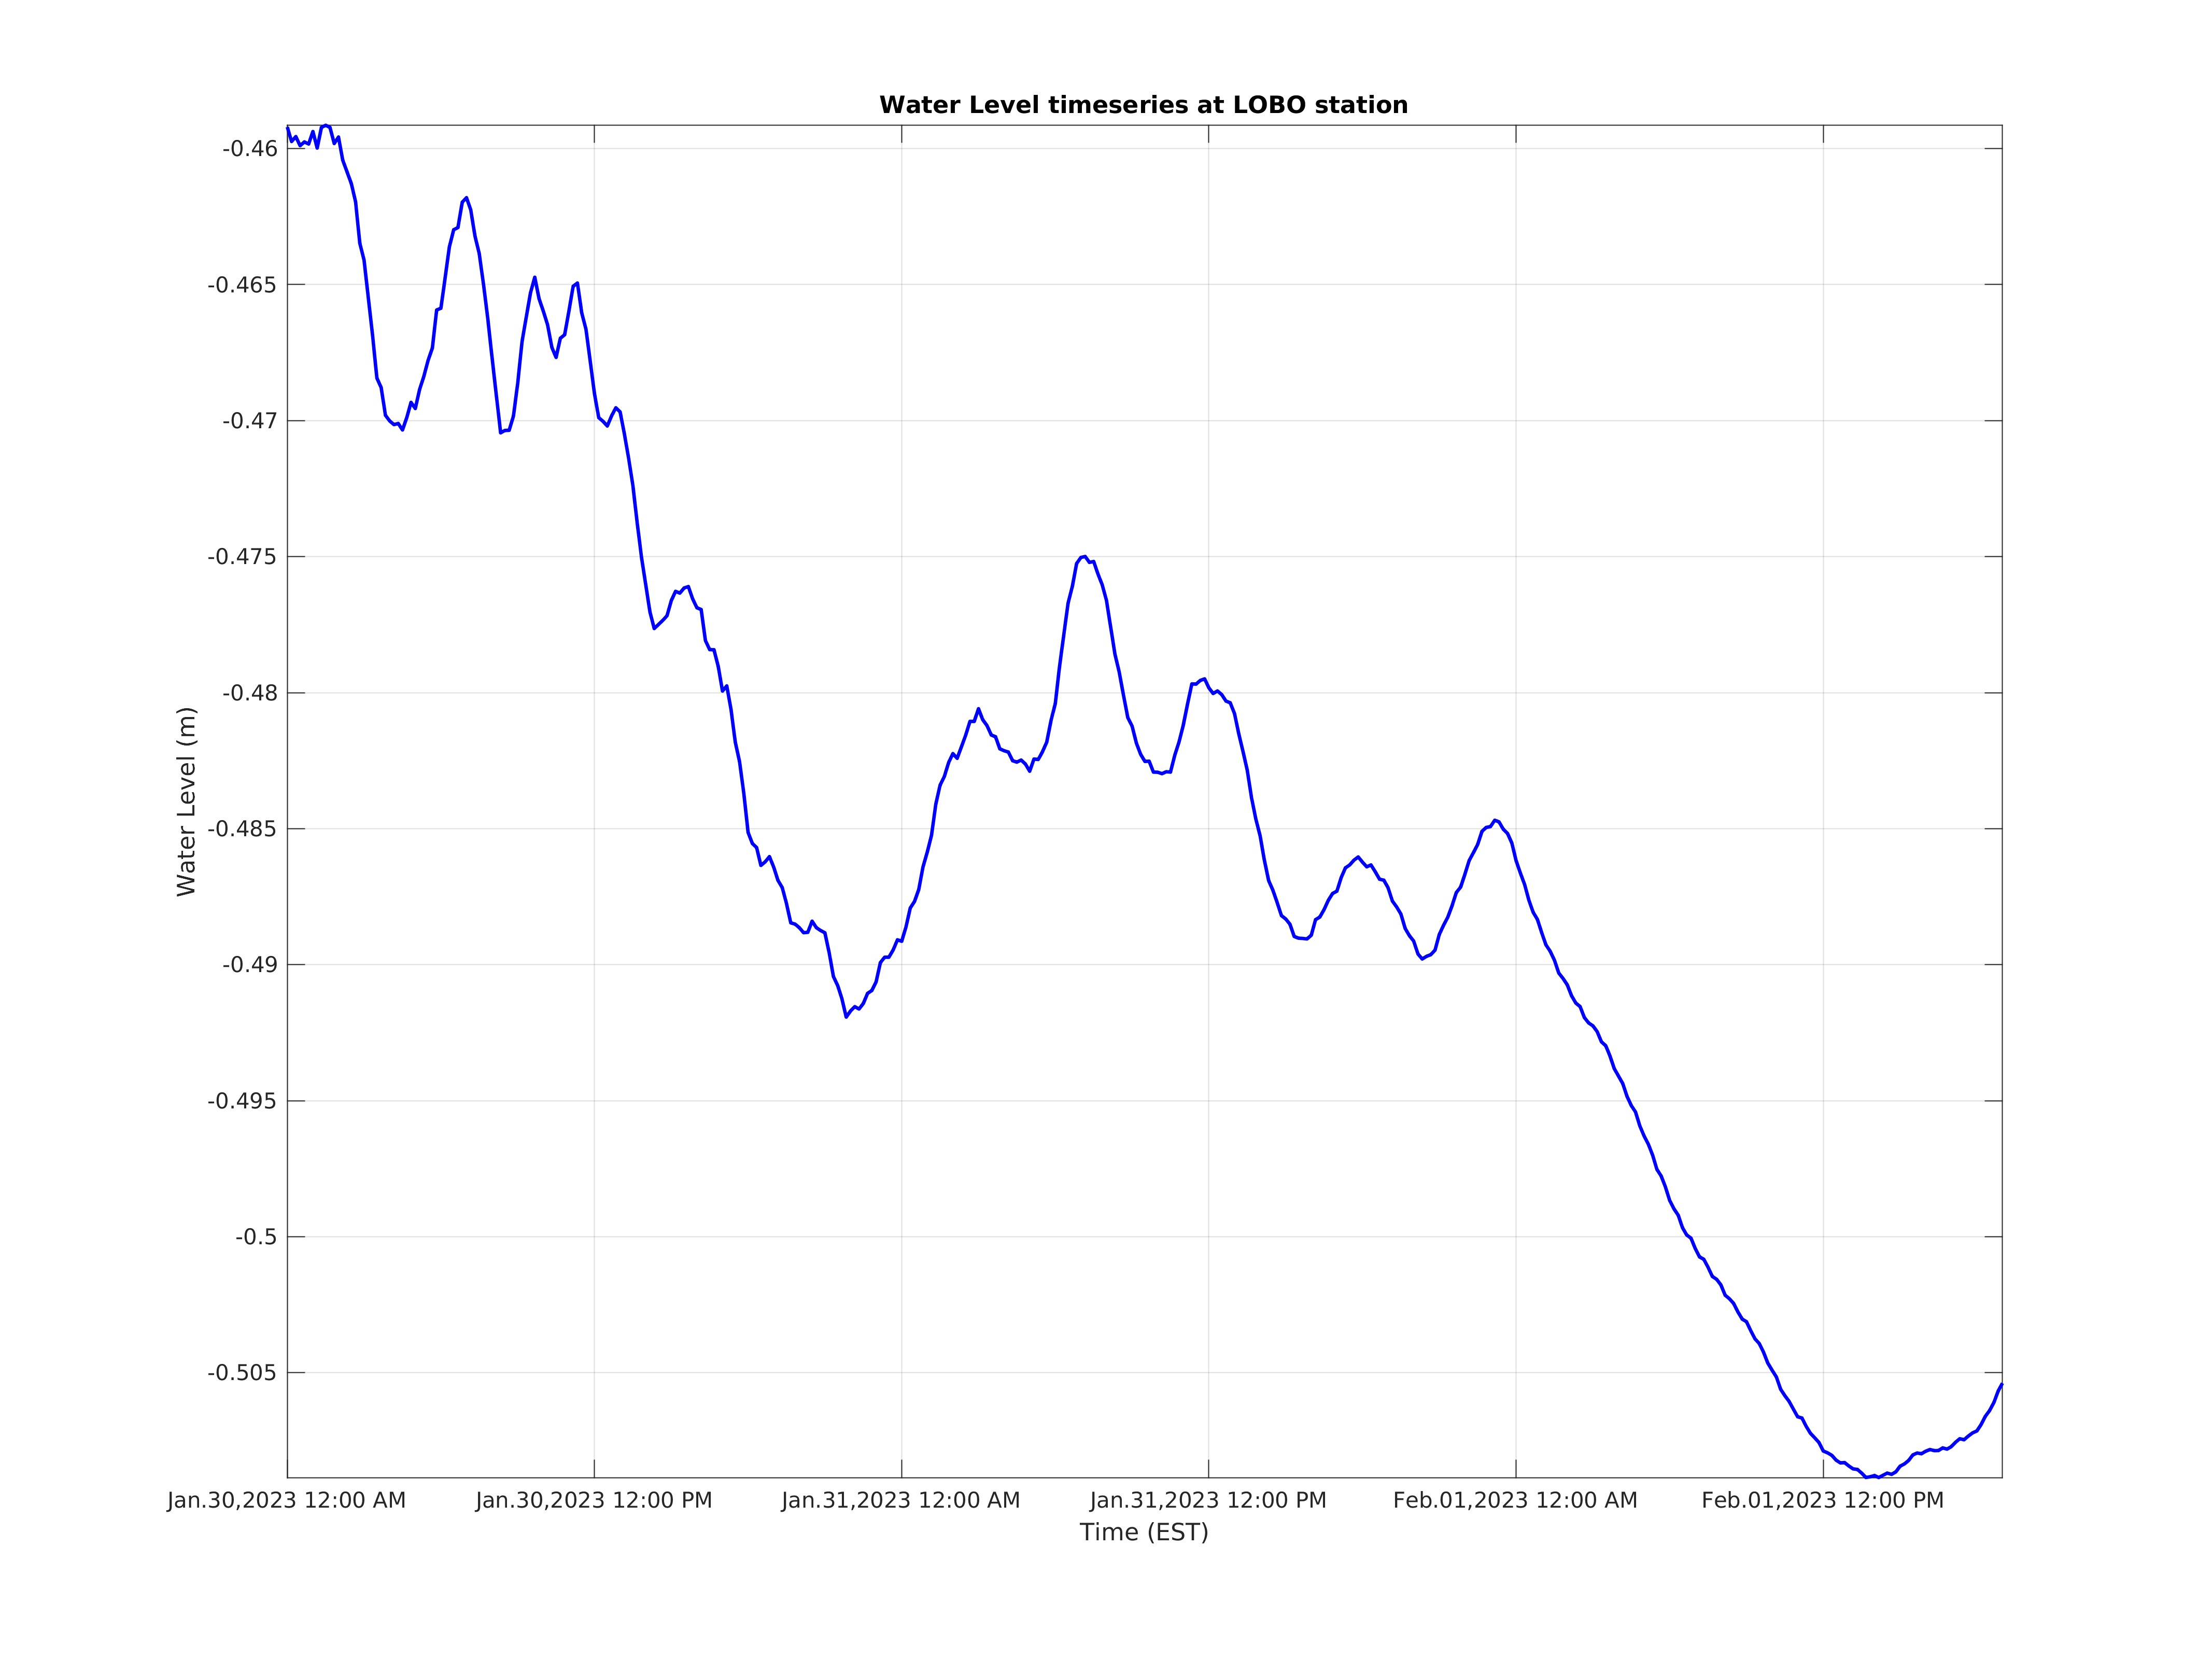 Water Level timeseries at LOBO station
-0.46
-0.465
-0.47
-0.475
-0.48
-0.485
-0.49
-0.495
-0.5
-0.505
Water Level (m)
Jan.30,2023 12:00 AM Jan.30,2023 12:00 PM Jan.31,2023 12:00 AM Jan.31,2023 12:00 PM Feb.01,2023 12:00 AM Feb.01,2023 12:00 PM
Time (EST)